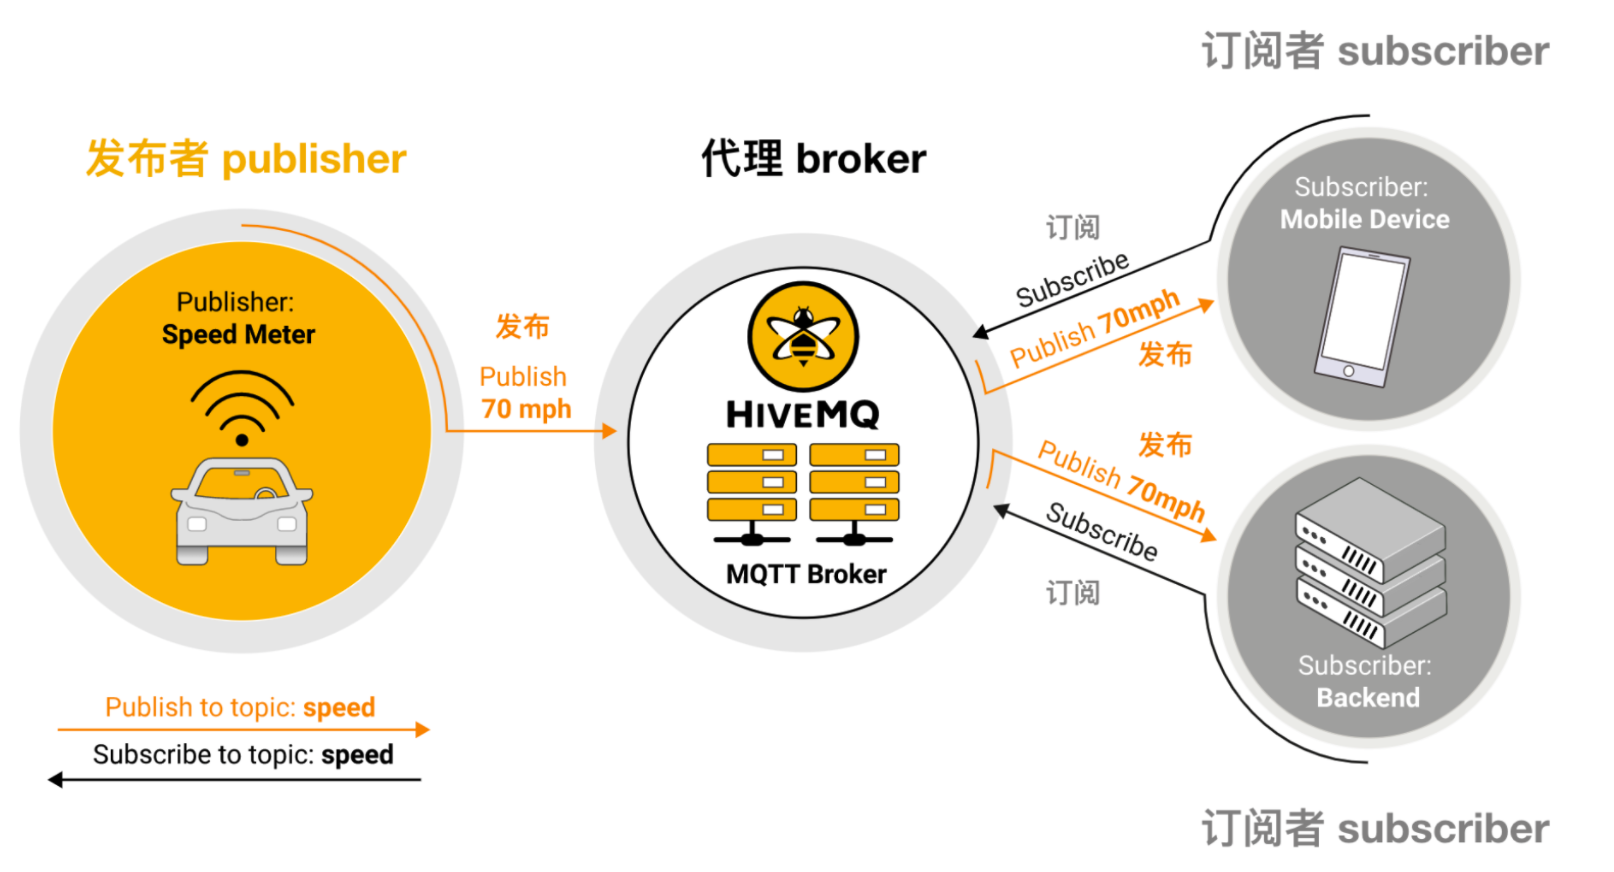 订阅者 subscriber
发布者 publisher
代理 broker
Publisher:
Speed Meter
发布
Publish
70 mph
HIVEMQ
MQTT Broker
订阅
Subscribe
Publish 70mph
发布
Subscriber:
Mobile Device
发布
Publish 70mph
Subscribe
订阅
Subscriber:
Backend
Publish to topic: speed
Subscribe to topic: speed
订阅者 subscriber